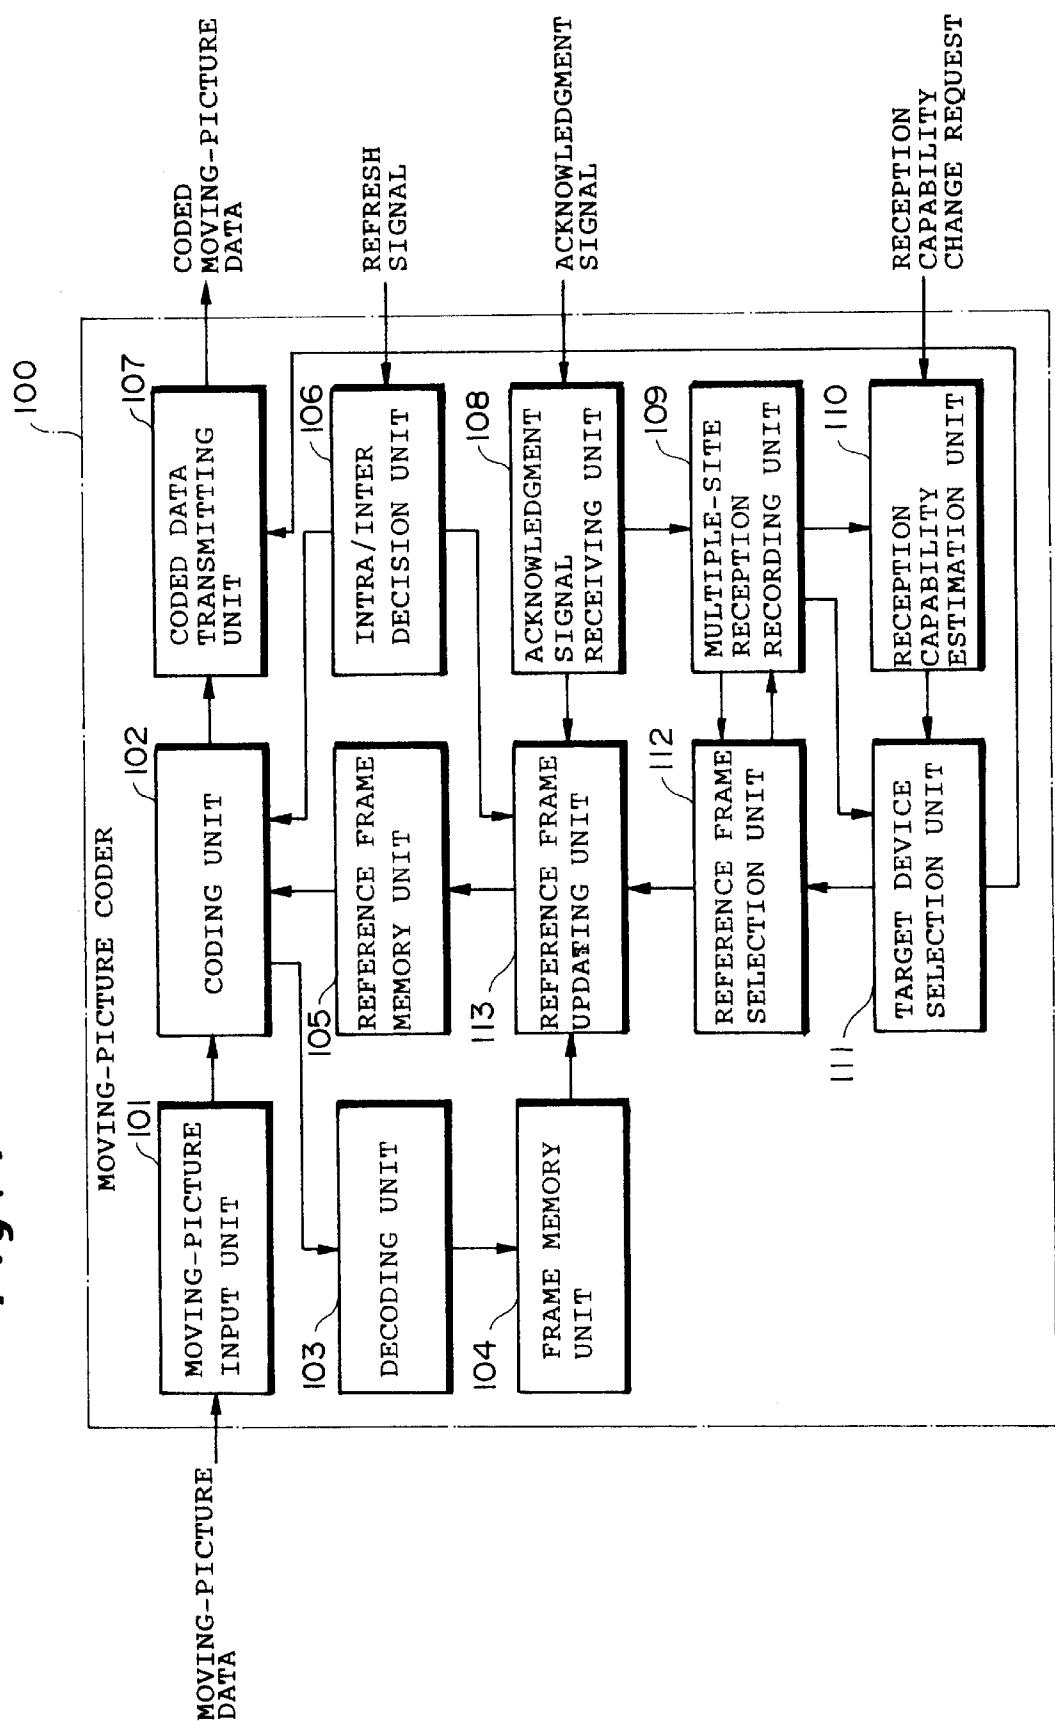 100
MOVING-PICTURE CODER
MOVING-PICTURE
DATA
101
MOVING-PICTURE
INPUT UNIT
102
CODING UNIT
107
CODED DATA
TRANSMITTING
UNIT
CODED
MOVING-PICTURE
DATA
103
DECODING UNIT
105
REFERENCE FRAME
MEMORY UNIT
106
INTRA/INTER
DECISION UNIT
REFRESH
SIGNAL
104
FRAME MEMORY
UNIT
113
REFERENCE FRAME
UPDATING UNIT
108
ACKNOWLEDGMENT
SIGNAL
RECEIVING UNIT
ACKNOWLEDGMENT
SIGNAL
112
REFERENCE FRAME
SELECTION UNIT
109
MULTIPLE-SITE
RECEPTION
RECORDING UNIT
111
TARGET DEVICE
SELECTION UNIT
110
RECEPTION
CAPABILITY
ESTIMATION UNIT
RECEPTION
CAPABILITY
CHANGE REQUEST